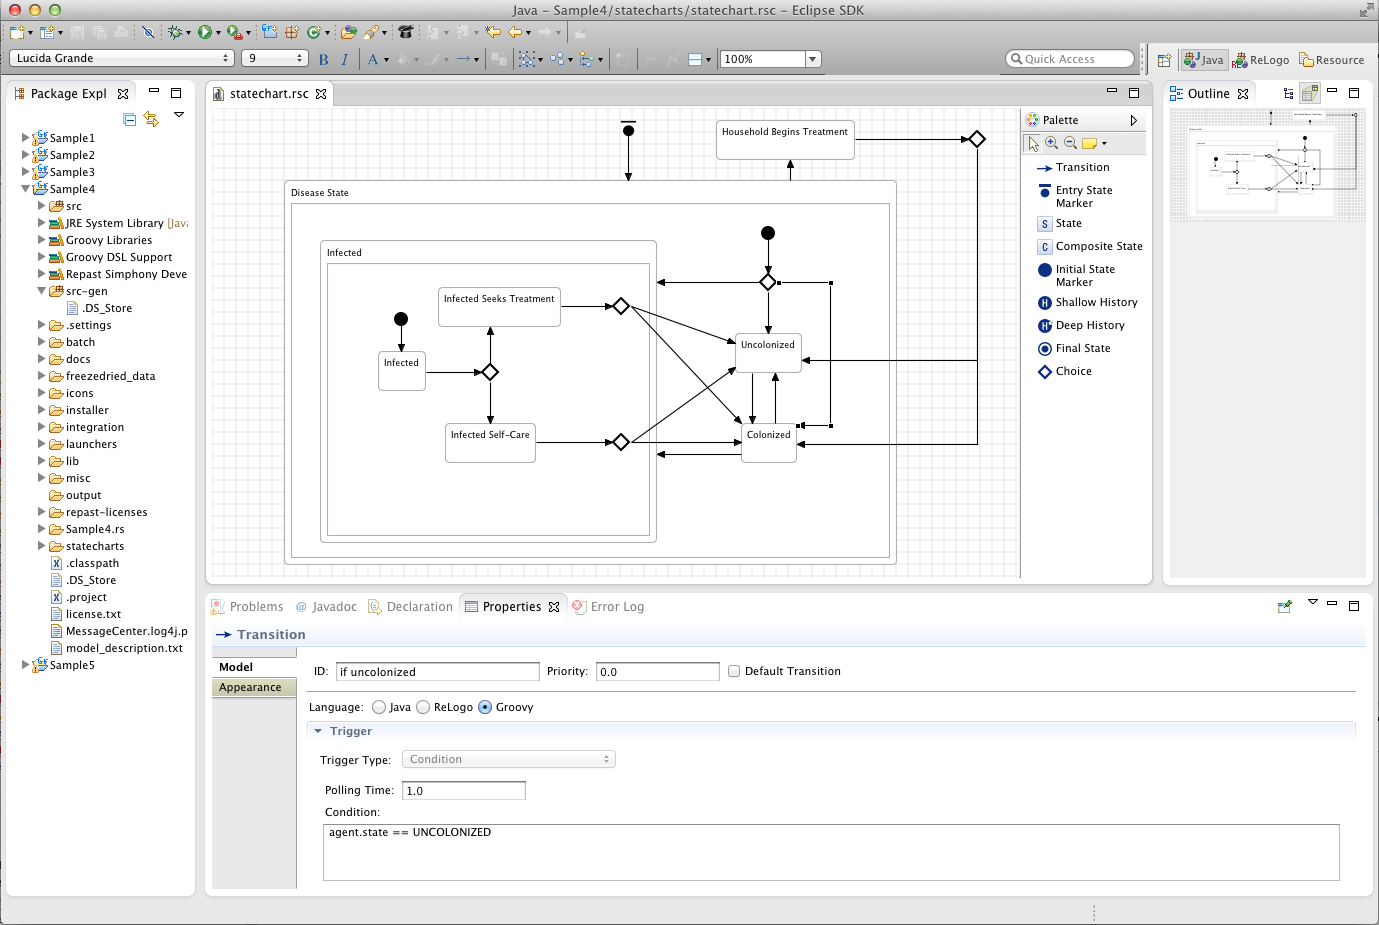 Java - Sample4/statecharts/statechart.rsc - Eclipse SDK
Lucida Grande
9
B I A
100%
Quick Access
Java
ReLogo
Resource
Package Expl
Sample1
Sample2
Sample3
Sample4
src
JRE System Library [Java
Groovy Libraries
Groovy DSL Support
Repast Simphony Deve
src-gen
.DS_Store
.settings
batch
docs
freezedried_data
icons
installer
integration
launchers
lib
misc
output
repast-licenses
Sample4.rs
statecharts
.classpath
.DS_Store
.project
license.txt
MessageCenter.log4j.p
model_description.txt
Sample5
statechart.rsc
Household Begins Treatment
Disease State
Infected
Infected Seeks Treatment
Infected
Infected Self-Care
Uncolonized
Colonized
Palette
Transition
Entry State
Marker
S State
C Composite State
Initial State
Marker
H Shallow History
H* Deep History
Final State
Choice
Outline
Problems
@ Javadoc
Declaration
Properties
Error Log
Transition
Model
Appearance
ID: if uncolonized
Priority: 0.0
Default Transition
Language: Java ReLogo Groovy
Trigger
Trigger Type: Condition
Polling Time: 1.0
Condition:
agent.state == UNCOLONIZED